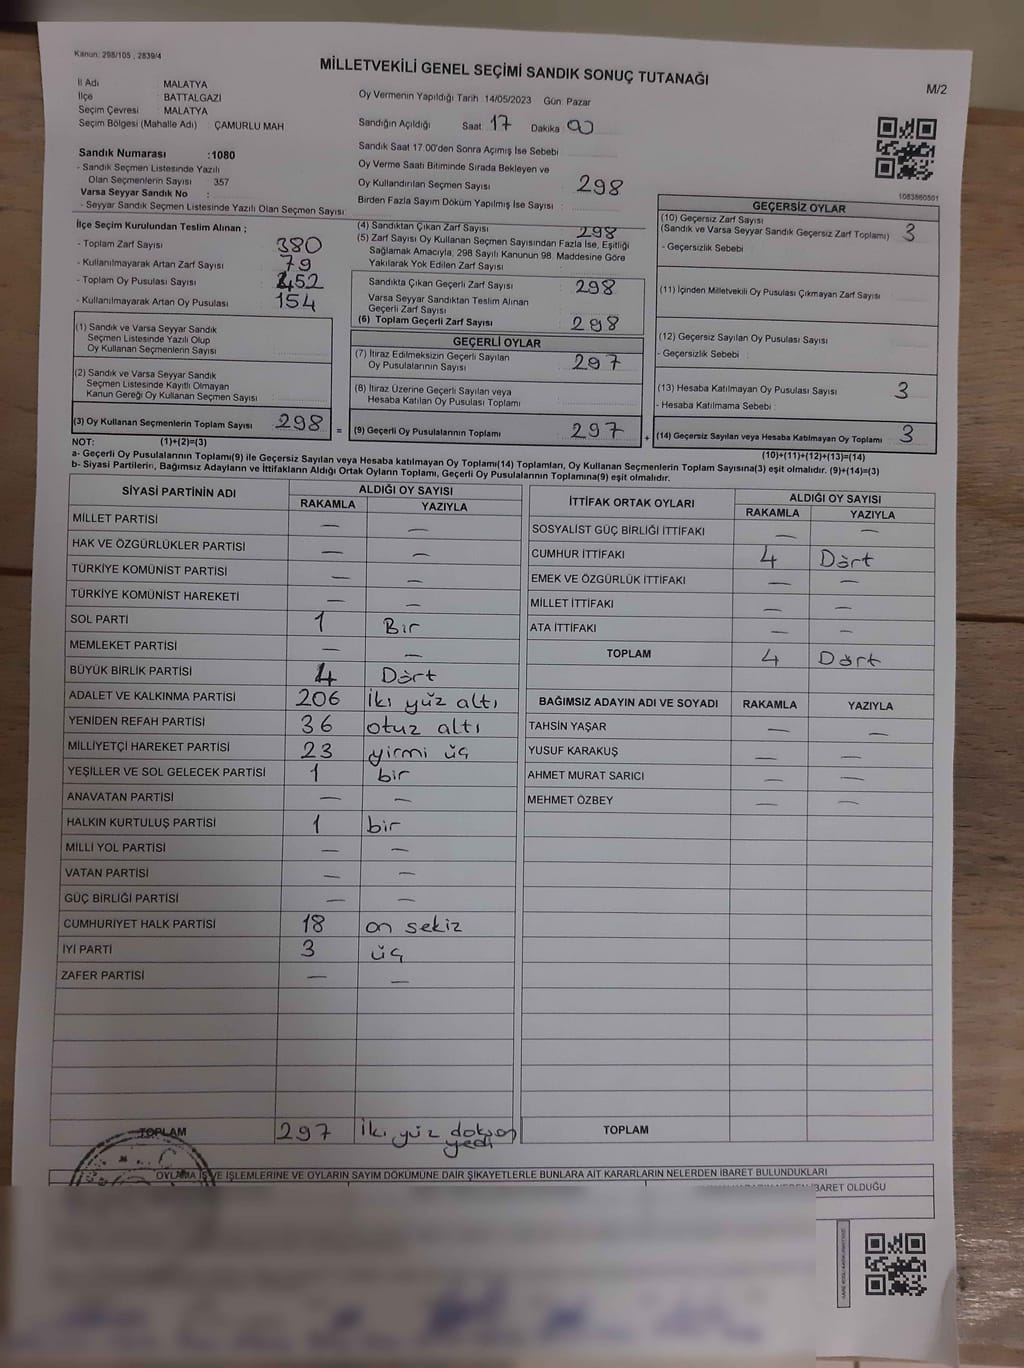 Kanun: 298/105 , 2839/4
MİLLETVEKİLİ GENEL SEÇİMİ SANDIK SONUÇ TUTANAĞI
M/2
İl Adı MALATYA
İlçe BATTALGAZI
Seçim Çevresi MALATYA
Seçim Bölgesi (Mahalle Adı) : ÇAMURLU MAH
Oy Vermenin Yapıldığı Tarih 14/05/2023 Gün: Pazar
Sandığın Açıldığı Saat 17 Dakika 00
Sandık Saat 17.00'den Sonra Açımış İse Sebebi
Sandık Numarası :1080
- Sandık Seçmen Listesinde Yazılı
Olan Seçmenlerin Sayısı 357
Varsa Seyyar Sandık No :
- Seyyar Sandık Seçmen Listesinde Yazılı Olan Seçmen Sayısı:
Oy Verme Saati Bitiminde Sırada Bekleyen ve
Oy Kullandırılan Seçmen Sayısı 298
Birden Fazla Sayım Döküm Yapılmış İse Sayısı
1083860501
İlçe Seçim Kurulundan Teslim Alınan ;
- Toplam Zarf Sayısı 380
- Kullanılmayarak Artan Zarf Sayısı 79
- Toplam Oy Pusulası Sayısı 452
- Kullanılmayarak Artan Oy Pusulası 154
(4) Sandıktan Çıkan Zarf Sayısı 298
(5) Zarf Sayısı Oy Kullanan Seçmen Sayısından Fazla İse, Eşitliği
Sağlamak Amacıyla, 298 Sayılı Kanunun 98. Maddesine Göre
Yakılarak Yok Edilen Zarf Sayısı
Sandıkta Çıkan Geçerli Zarf Sayısı 298
Varsa Seyyar Sandıktan Teslim Alınan
Geçerli Zarf Sayısı
(6) Toplam Geçerli Zarf Sayısı 298
GEÇERSİZ OYLAR
(10) Geçersiz Zarf Sayısı
(Sandık ve Varsa Seyyar Sandık Geçersiz Zarf Toplamı) 3
- Geçersizlik Sebebi
(11) İçinden Milletvekili Oy Pusulası Çıkmayan Zarf Sayısı
(12) Geçersiz Sayılan Oy Pusulası Sayısı
- Geçersizlik Sebebi :
(13) Hesaba Katılmayan Oy Pusulası Sayısı 3
- Hesaba Katılmama Sebebi :
(14) Geçersiz Sayılan veya Hesaba Katılmayan Oy Toplamı 3
(1) Sandık ve Varsa Seyyar Sandık
Seçmen Listesinde Yazılı Olup
Oy Kullanan Seçmenlerin Sayısı
(2) Sandık ve Varsa Seyyar Sandık
Seçmen Listesinde Kayıtlı Olmayan
Kanun Gereği Oy Kullanan Seçmen Sayısı :
(3) Oy Kullanan Seçmenlerin Toplam Sayısı 298 =
GEÇERLİ OYLAR
(7) İtiraz Edilmeksizin Geçerli Sayılan
Oy Pusulalarının Sayısı 297
(8) İtiraz Üzerine Geçerli Sayılan veya
Hesaba Katılan Oy Pusulası Toplamı
(9) Geçerli Oy Pusulalarının Toplamı 297 +
NOT: (1)+(2)=(3)
(10)+(11)+(12)+(13)=(14)
a- Geçerli Oy Pusulalarının Toplamı(9) ile Geçersiz Sayılan veya Hesaba katılmayan Oy Toplamı(14) Toplamları, Oy Kullanan Seçmenlerin Toplam Sayısına(3) eşit olmalıdır. (9)+(14)=(3)
b- Siyasi Partilerin, Bağımsız Adayların ve İttifakların Aldığı Ortak Oyların Toplamı, Geçerli Oy Pusulalarının Toplamına(9) eşit olmalıdır.
SİYASİ PARTİNİN ADI ALDIĞI OY SAYISI
RAKAMLA YAZIYLA
MİLLET PARTİSİ — —
HAK VE ÖZGÜRLÜKLER PARTİSİ — —
TÜRKİYE KOMÜNİST PARTİSİ — —
TÜRKİYE KOMÜNİST HAREKETİ — —
SOL PARTİ 1 Bir
MEMLEKET PARTİSİ — —
BÜYÜK BİRLİK PARTİSİ 4 Dört
ADALET VE KALKINMA PARTİSİ 206 iki yüz altı
YENİDEN REFAH PARTİSİ 36 otuz altı
MİLLİYETÇİ HAREKET PARTİSİ 23 yirmi üç
YEŞİLLER VE SOL GELECEK PARTİSİ 1 bir
ANAVATAN PARTİSİ — —
HALKIN KURTULUŞ PARTİSİ 1 bir
MİLLİ YOL PARTİSİ — —
VATAN PARTİSİ — —
GÜÇ BİRLİĞİ PARTİSİ — —
CUMHURİYET HALK PARTİSİ 18 on sekiz
İYİ PARTİ 3 üç
ZAFER PARTİSİ — —
TOPLAM 297 iki yüz doksan
yedi
İTTİFAK ORTAK OYLARI ALDIĞI OY SAYISI
RAKAMLA YAZIYLA
SOSYALİST GÜÇ BİRLİĞİ İTTİFAKI — —
CUMHUR İTTİFAKI 4 Dört
EMEK VE ÖZGÜRLÜK İTTİFAKI — —
MİLLET İTTİFAKI — —
ATA İTTİFAKI — —
TOPLAM 4 Dört
BAĞIMSIZ ADAYIN ADI VE SOYADI RAKAMLA YAZIYLA
TAHSİN YAŞAR — —
YUSUF KARAKUŞ — —
AHMET MURAT SARICI — —
MEHMET ÖZBEY — —
TOPLAM
OYLAMA İŞ VE İŞLEMLERİNE VE OYLARIN SAYIM DÖKÜMÜNE DAİR ŞİKAYETLERLE BUNLARA AİT KARARLARIN NELERDEN İBARET BULUNDUKLARI
İBARET OLDUĞU